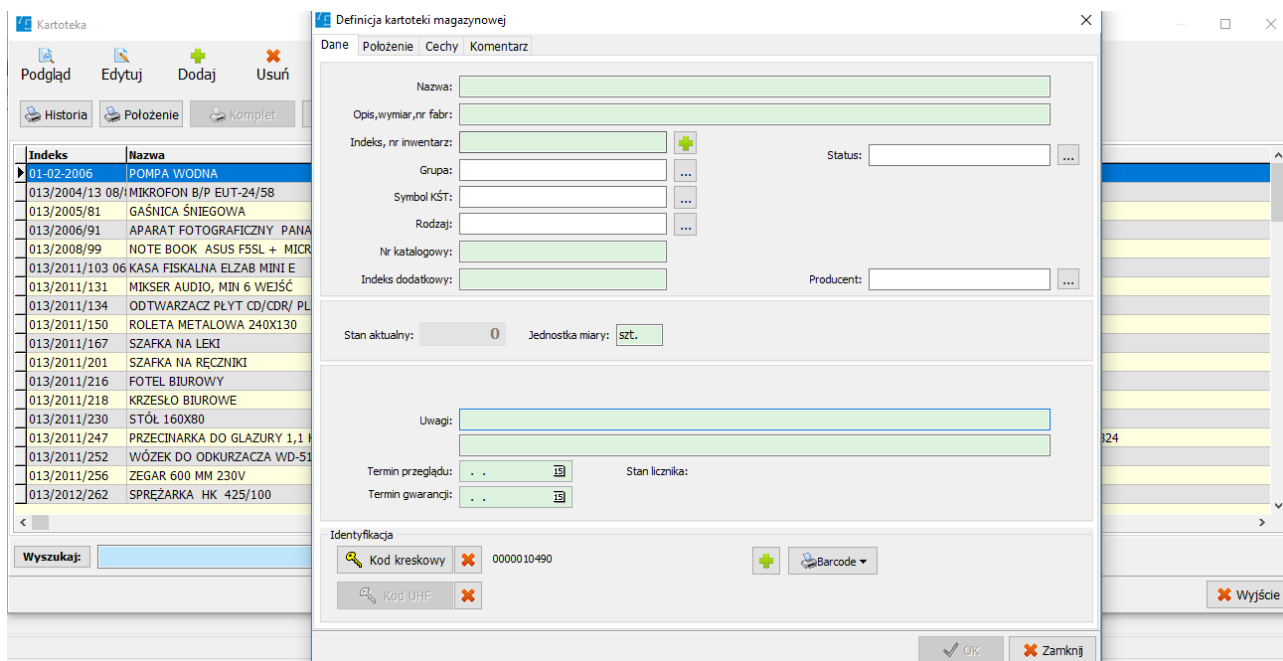 Kartoteka
Podgląd Edytuj Dodaj Usuń
Historia Położenie Komplet
Indeks Nazwa
01-02-2006 POMPA WODNA
013/2004/13 08/ MIKROFON B/P EUT-24/58
013/2005/81 GAŚNICA ŚNIEGOWA
013/2006/91 APARAT FOTOGRAFICZNY PANA
013/2008/99 NOTE BOOK ASUS F5SL + MICR
013/2011/103 06 KASA FISKALNA ELZAB MINI E
013/2011/131 MIKSER AUDIO, MIN 6 WEJŚĆ
013/2011/134 ODTWARZACZ PŁYT CD/CDR/ PL
013/2011/150 ROLETA METALOWA 240X130
013/2011/167 SZAFKA NA LEKI
013/2011/201 SZAFKA NA RĘCZNIKI
013/2011/216 FOTEL BIUROWY
013/2011/218 KRZESŁO BIUROWE
013/2011/230 STÓŁ 160X80
013/2011/247 PRZECINARKA DO GLAZURY 1,1 324
013/2011/252 WÓZEK DO ODKURZACZA WD-51
013/2011/256 ZEGAR 600 MM 230V
013/2012/262 SPRĘŻARKA HK 425/100
Wyszukaj:
Wyjście
Definicja kartoteki magazynowej
Dane Położenie Cechy Komentarz
Nazwa:
Opis,wymiar,nr fabr:
Indeks, nr inwentarz:
Status: ...
Grupa: ...
Symbol KŚT: ...
Rodzaj: ...
Nr katalogowy:
Indeks dodatkowy: Producent: ...
Stan aktualny: 0 Jednostka miary: szt.
Uwagi:
Termin przeglądu: . . 15 Stan licznika:
Termin gwarancji: . . 15
Identyfikacja
Kod kreskowy 0000010490 Barcode
Kod UHF
OK Zamknij